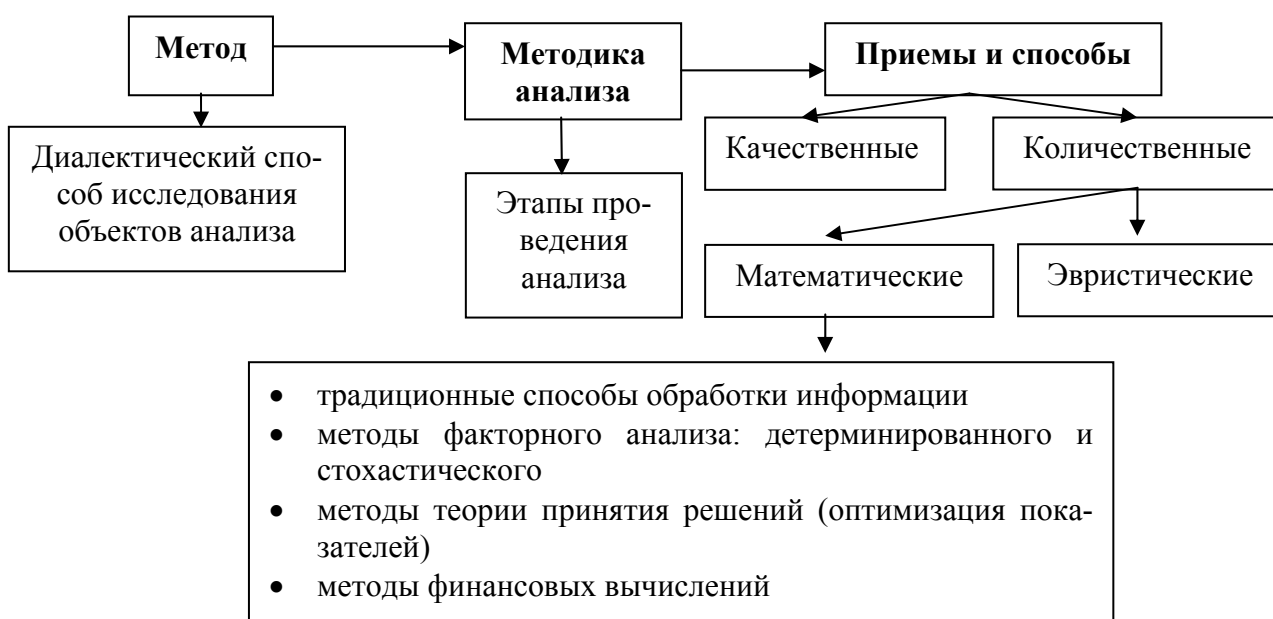 Метод
Методика
анализа
Приемы и способы
Диалектический спо-
соб исследования
объектов анализа
Этапы про-
ведения
анализа
Качественные
Количественные
Математические
Эвристические
• традиционные способы обработки информации
• методы факторного анализа: детерминированного и
стохастического
• методы теории принятия решений (оптимизация пока-
зателей)
• методы финансовых вычислений